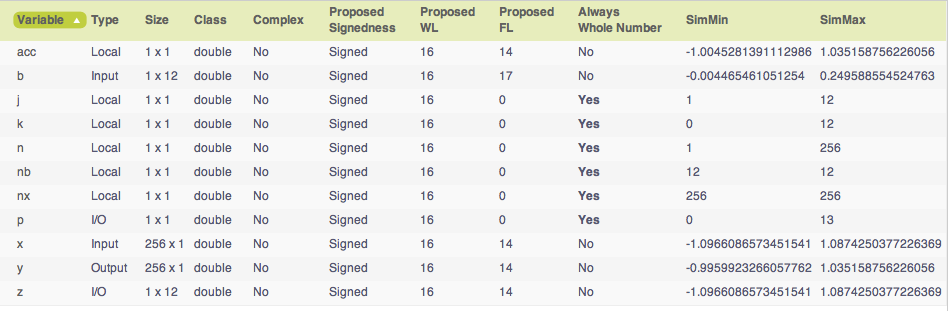 Variable Type Size Class Complex Proposed Signedness Proposed WL Proposed FL Always Whole Number SimMin SimMax
acc Local 1 x 1 double No Signed 16 14 No -1.0045281391112986 1.035158756226056
b Input 1 x 12 double No Signed 16 17 No -0.004465461051254 0.249588554524763
j Local 1 x 1 double No Signed 16 0 Yes 1 12
k Local 1 x 1 double No Signed 16 0 Yes 0 12
n Local 1 x 1 double No Signed 16 0 Yes 1 256
nb Local 1 x 1 double No Signed 16 0 Yes 12 12
nx Local 1 x 1 double No Signed 16 0 Yes 256 256
p I/O 1 x 1 double No Signed 16 0 Yes 0 13
x Input 256 x 1 double No Signed 16 14 No -1.0966086573451541 1.0874250377226369
y Output 256 x 1 double No Signed 16 14 No -0.9959923266057762 1.035158756226056
z I/O 1 x 12 double No Signed 16 14 No -1.0966086573451541 1.0874250377226369